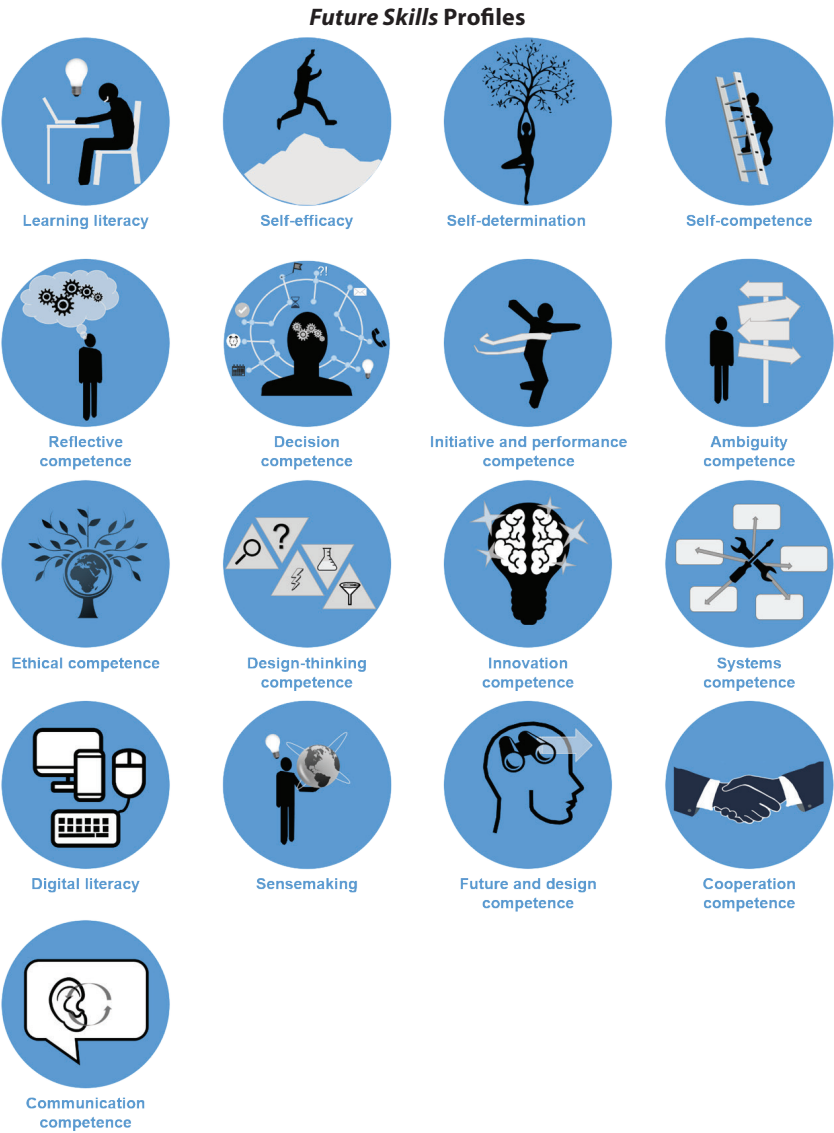 Future Skills Profiles
Learning literacy
Self-efficacy
Self-determination
Self-competence
Reflective
competence
?!
Decision
competence
Initiative and performance
competence
Ambiguity
competence
Ethical competence
?
Design-thinking
competence
Innovation
competence
Systems
competence
Digital literacy
Sensemaking
Future and design
competence
Cooperation
competence
Communication
competence